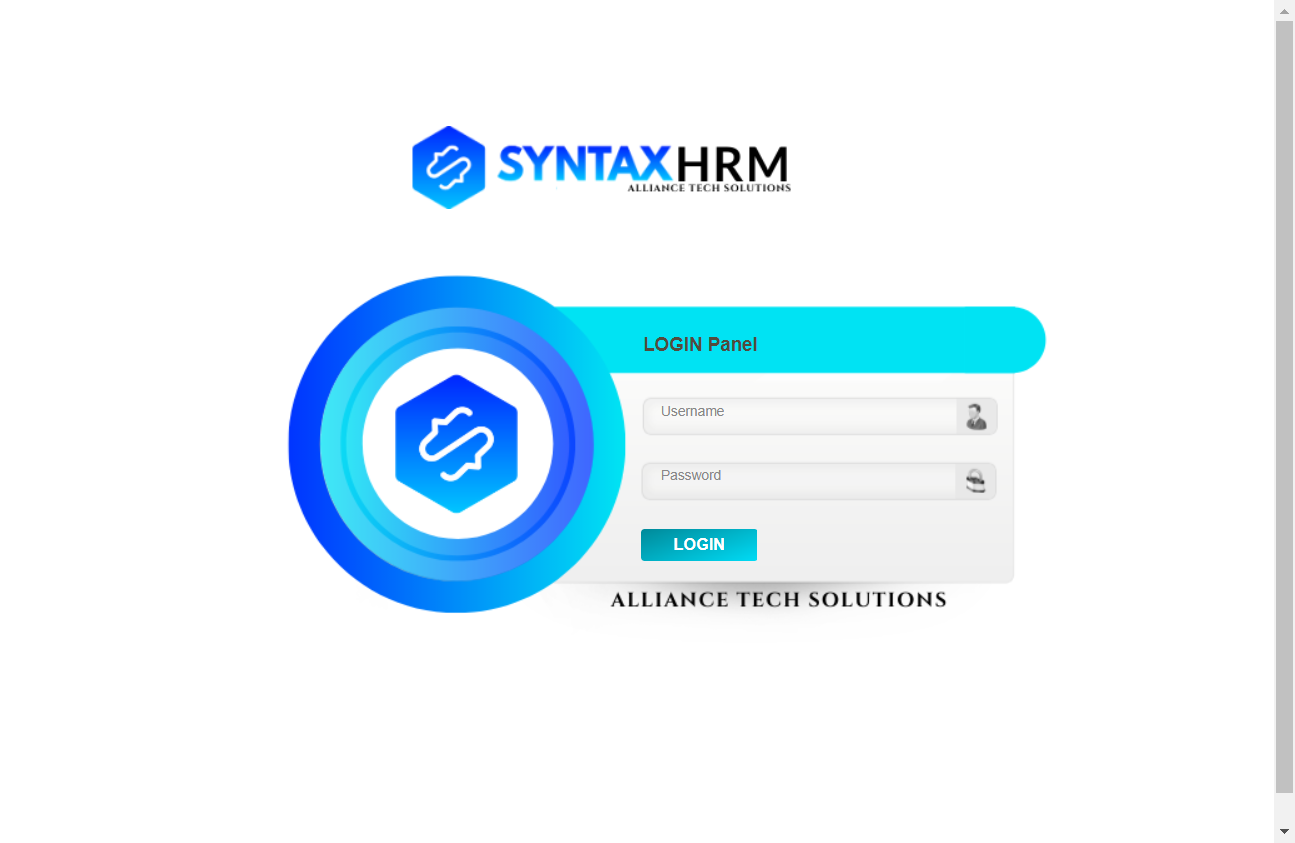 SYNTAXHRM
ALLIANCE TECH SOLUTIONS
LOGIN Panel
Username
Password
LOGIN
ALLIANCE TECH SOLUTIONS